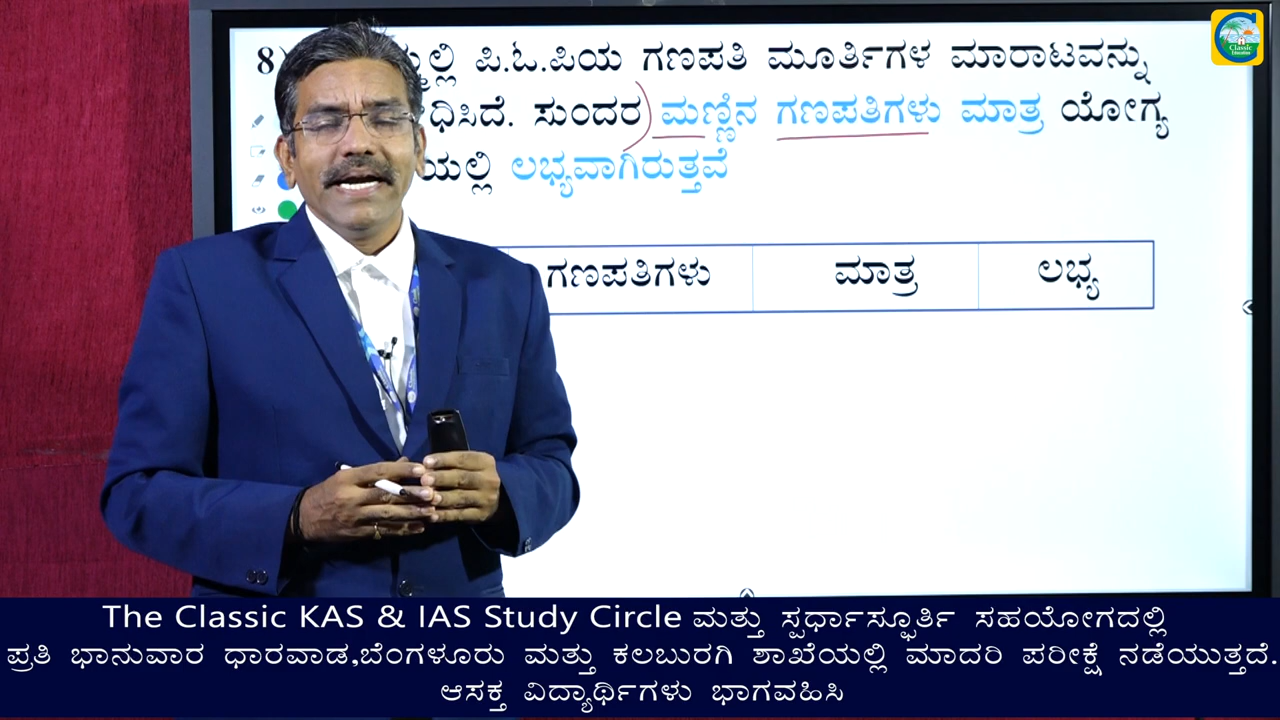 8) ಪಿ.ಓ.ಪಿಯ ಗಣಪತಿ ಮೂರ್ತಿಗಳ ಮಾರಾಟವನ್ನು
ಧಿಸಿದೆ. ಸುಂದರ ಮಣ್ಣಿನ ಗಣಪತಿಗಳು ಮಾತ್ರ ಯೋಗ್ಯ
ಯಲ್ಲಿ ಲಭ್ಯವಾಗಿರುತ್ತವೆ
ಗಣಪತಿಗಳು ಮಾತ್ರ ಲಭ್ಯ
Classic
Education
The Classic KAS & IAS Study Circle ಮತ್ತು ಸ್ಪರ್ಧಾಸ್ಫೂರ್ತಿ ಸಹಯೋಗದಲ್ಲಿ
ಪ್ರತಿ ಭಾನುವಾರ ಧಾರವಾಡ,ಬೆಂಗಳೂರು ಮತ್ತು ಕಲಬುರಗಿ ಶಾಖೆಯಲ್ಲಿ ಮಾದರಿ ಪರೀಕ್ಷೆ ನಡೆಯುತ್ತದೆ.
ಆಸಕ್ತ ವಿದ್ಯಾರ್ಥಿಗಳು ಭಾಗವಹಿಸಿ